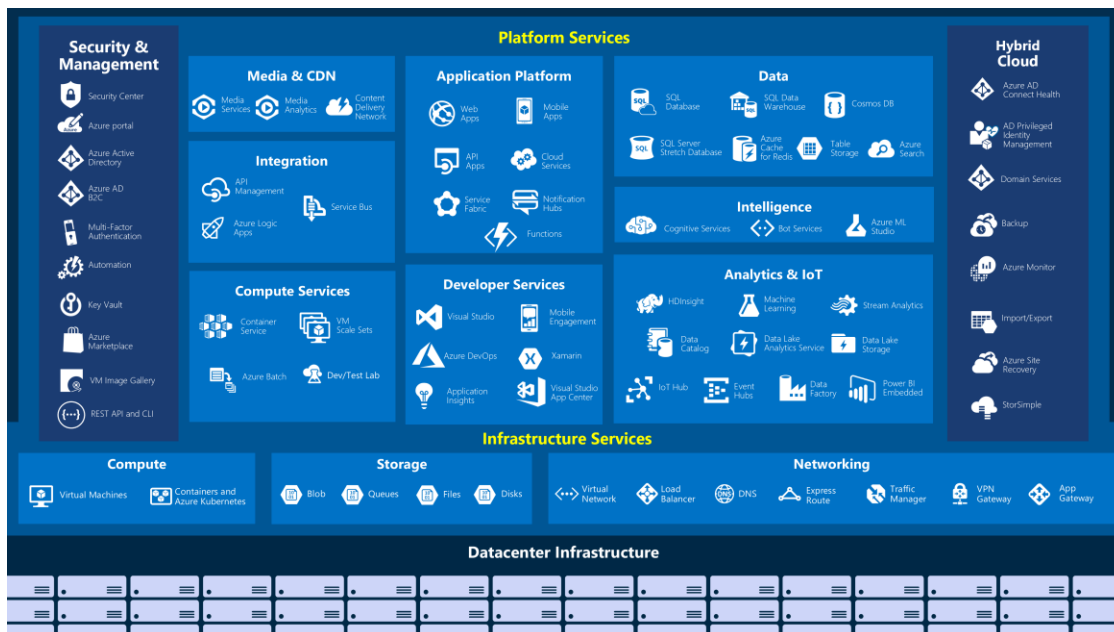 Platform Services
Security &
Management
Security Center
Azure portal
Azure Active
Directory
Azure AD
B2C
Multi-Factor
Authentication
Automation
Key Vault
Azure
Marketplace
VM Image Gallery
REST API and CLI
Media & CDN
Media
Services
Media
Analytics
Content
Delivery
Network
Integration
API
Management
Service Bus
Azure Logic
Apps
Compute Services
Container
Service
VM
Scale Sets
Azure Batch
Dev/Test Lab
Application Platform
Web
Apps
Mobile
Apps
API
Apps
Cloud
Services
Service
Fabric
Notification
Hubs
Functions
Developer Services
Visual Studio
Mobile
Engagement
Azure DevOps
Xamarin
Application
Insights
Visual Studio
App Center
Data
SQL
SQL
Database
SQL
SQL Data
Warehouse
Cosmos DB
SQL
SQL Server
Stretch Database
Azure
Cache
for Redis
Table
Storage
Azure
Search
Intelligence
Cognitive Services
Bot Services
Azure ML
Studio
Analytics & IoT
HDInsight
Machine
Learning
Stream Analytics
Data
Catalog
Data Lake
Analytics Service
Data Lake
Storage
IoT Hub
Event
Hubs
Data
Factory
Power BI
Embedded
Hybrid
Cloud
Azure AD
Connect Health
AD Privileged
Identity
Management
Domain Services
Backup
Azure Monitor
Import/Export
Azure Site
Recovery
StorSimple
Infrastructure Services
Compute
Virtual Machines
Containers and
Azure Kubernetes
Storage
Blob
Queues
Files
Disks
Networking
Virtual
Network
Load
Balancer
DNS
DNS
Express
Route
Traffic
Manager
VPN
Gateway
App
Gateway
Datacenter Infrastructure